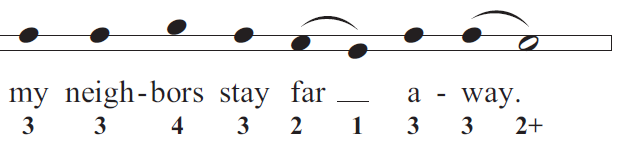 my neigh-bors stay far __ a - way.
3 3 4 3 2 1 3 3 2+